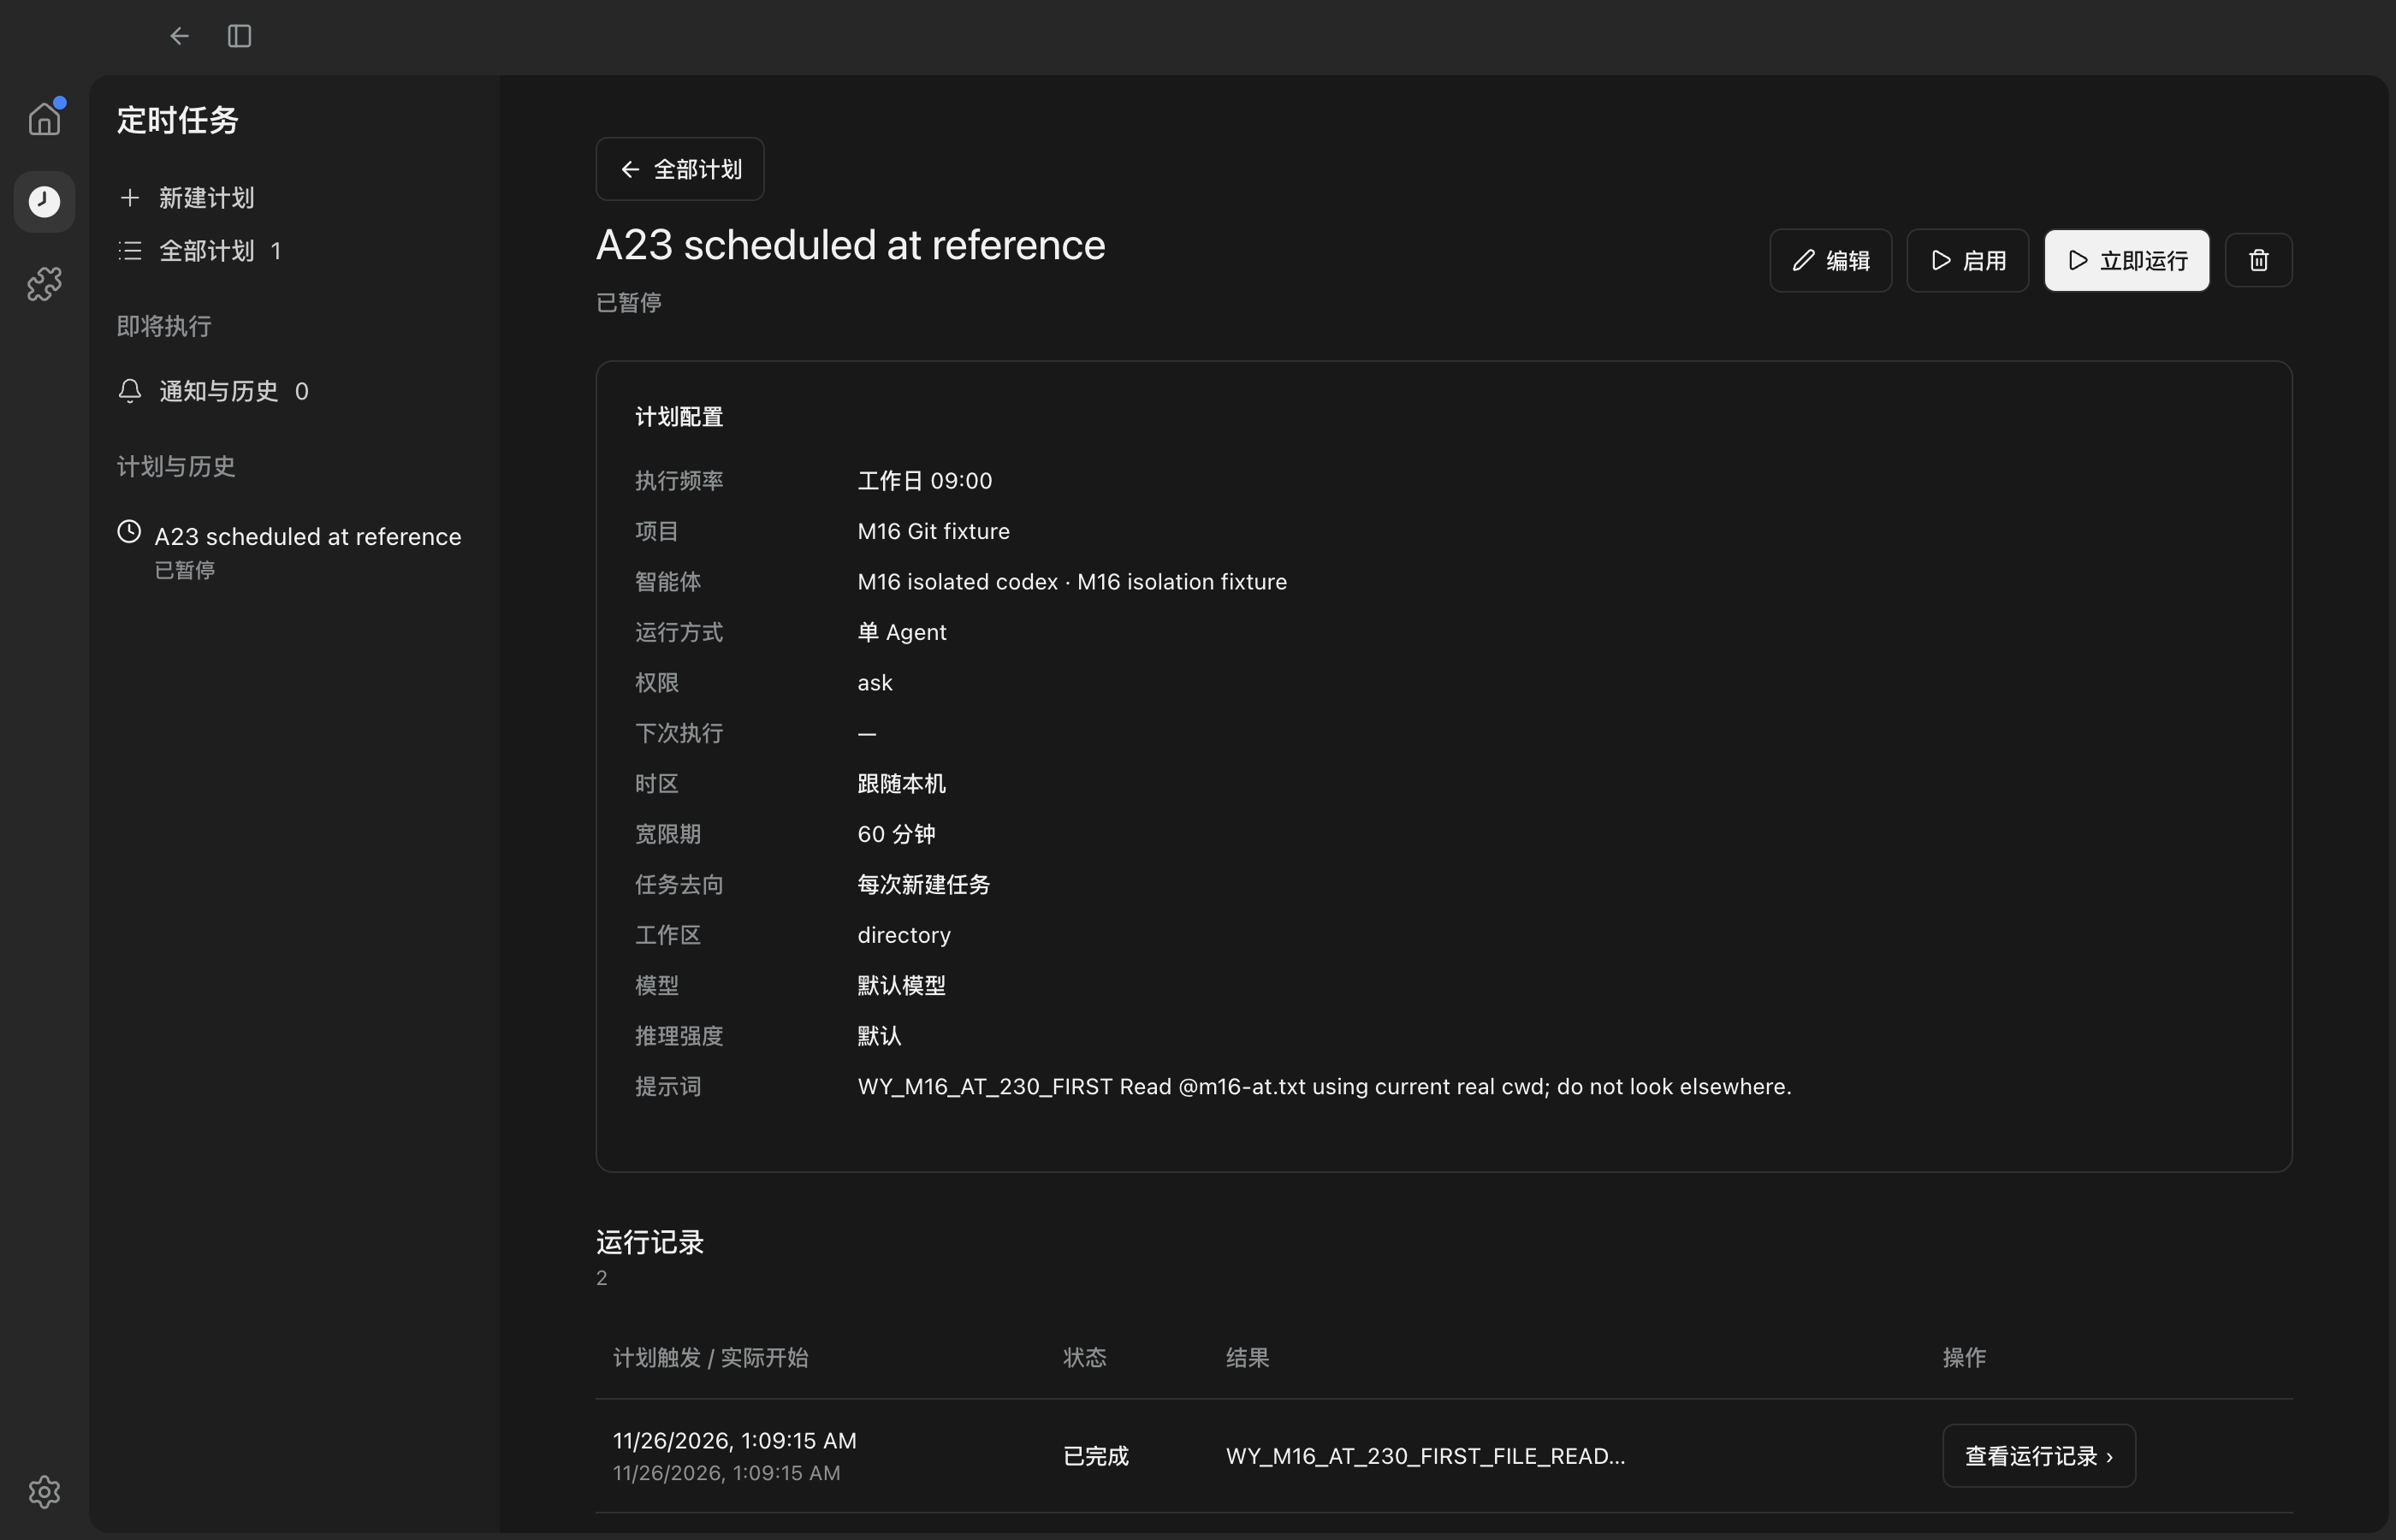 定时任务
新建计划
全部计划 1
即将执行
通知与历史 0
计划与历史
A23 scheduled at reference
已暂停
全部计划
A23 scheduled at reference
已暂停
编辑
启用
立即运行
计划配置
执行频率 工作日 09:00
项目 M16 Git fixture
智能体 M16 isolated codex · M16 isolation fixture
运行方式 单 Agent
权限 ask
下次执行 —
时区 跟随本机
宽限期 60 分钟
任务去向 每次新建任务
工作区 directory
模型 默认模型
推理强度 默认
提示词 WY_M16_AT_230_FIRST Read @m16-at.txt using current real cwd; do not look elsewhere.
运行记录
2
计划触发 / 实际开始 状态 结果 操作
11/26/2026, 1:09:15 AM
11/26/2026, 1:09:15 AM
已完成
WY_M16_AT_230_FIRST_FILE_READ...
查看运行记录 ›